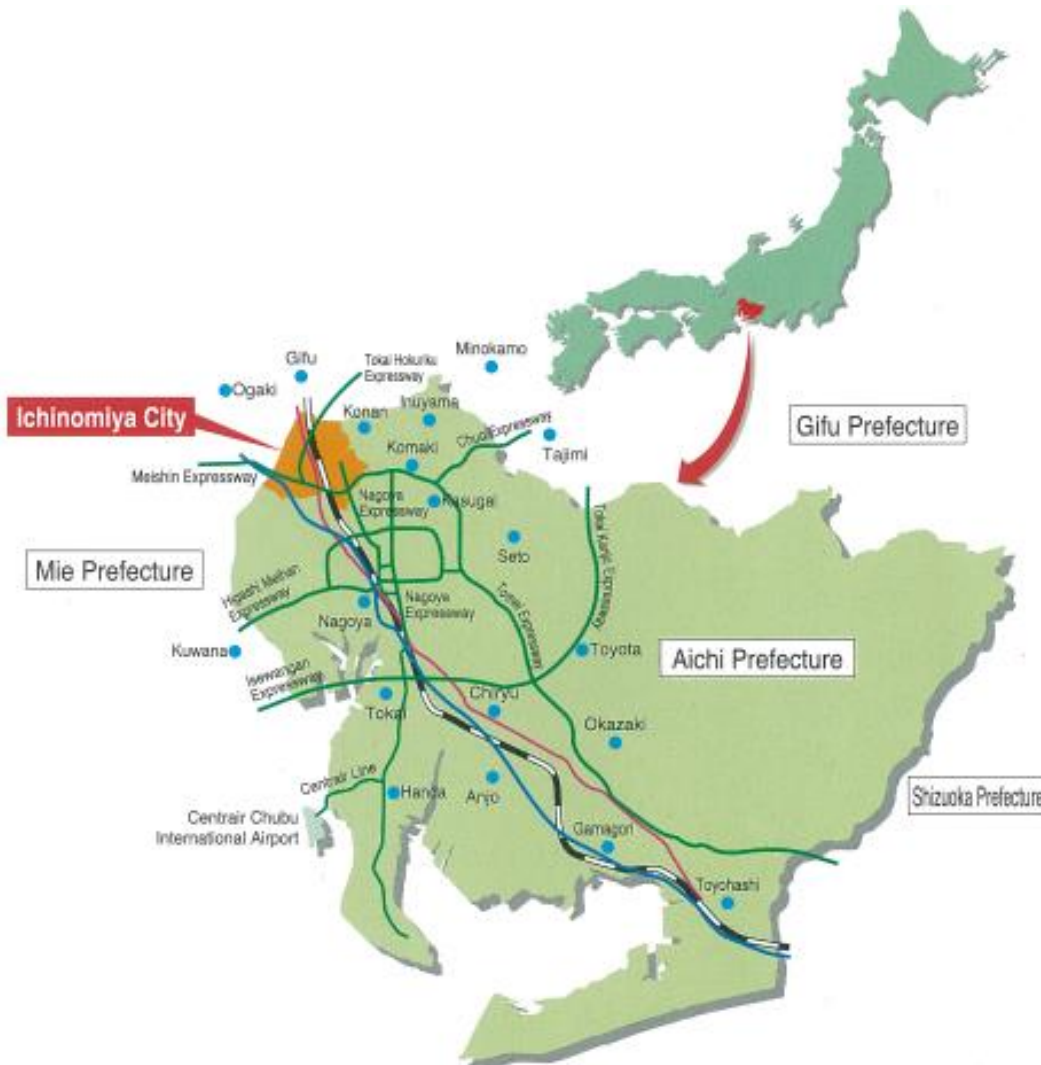 Minokamo
Gifu
Tokai Hokuriku
Expressway
Ogaki
Ichinomiya City
Konan
Inuyama
Gifu Prefecture
Komaki
Chuo Expressway
Tajimi
Meishin Expressway
Nagoya
Expressway
Kasugai
Seto
Tokai Kanjo Expressway
Mie Prefecture
Higashi Meihan
Expressway
Nagoya
Expressway
Tomei Expressway
Nagoya
Kuwana
Toyota
Aichi Prefecture
Isewangan
Expressway
Tokai
Chiryu
Okazaki
Centrair Line
Handa
Anjo
Shizuoka Prefecture
Centrair Chubu
International Airport
Gamagori
Toyohashi